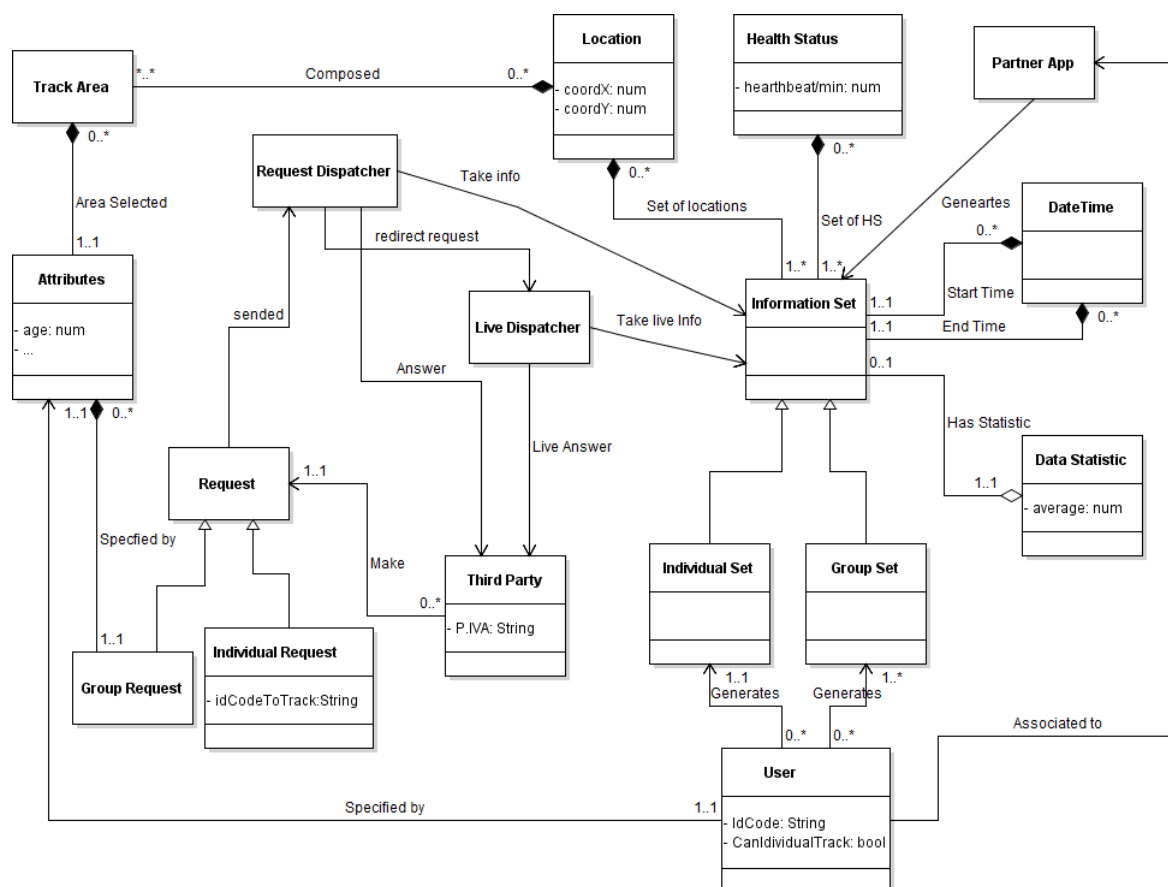 Location
Health Status
Track Area
*..*
Composed
0..*
- coordX: num
- coordY: num
- hearthbeat/min: num
Partner App
0..*
Request Dispatcher
Take info
0..*
0..*
Area Selected
Set of locations
Set of HS
Geneartes
DateTime
redirect request
0..*
1..1
1..*
1..*
Attributes
Information Set
1..1
Start Time
- age: num
- ...
sended
Live Dispatcher
Take live Info
1..1
End Time
0..*
0..1
Answer
1..1
0..*
Has Statistic
Live Answer
Request
1..1
Data Statistic
1..1
- average: num
Specfied by
Make
Third Party
Individual Set
Group Set
0..*
- P.IVA: String
1..1
Individual Request
Group Request
- idCodeToTrack:String
1..1
1..*
Generates
Generates
0..*
0..*
Associated to
User
Specified by
1..1
- IdCode: String
- CanIdividualTrack: bool